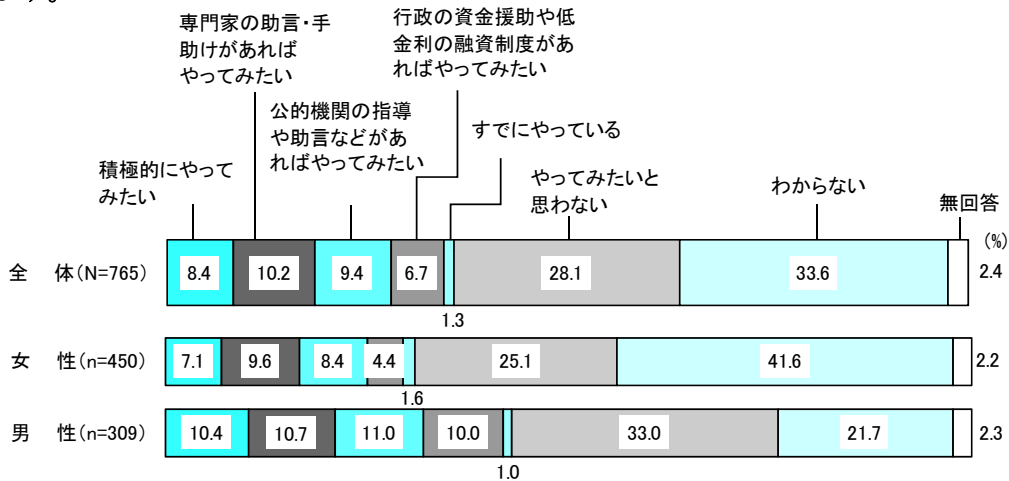 専門家の助言・手
助けがあれば
やってみたい
行政の資金援助や低
金利の融資制度があ
ればやってみたい
公的機関の指導
や助言などがあ
ればやってみたい
すでにやっている
積極的にやって
みたい
やってみたいと
思わない
わからない
無回答
(%)
全 体(N=765) 8.4 10.2 9.4 6.7 28.1 33.6 2.4
1.3
女 性(n=450) 7.1 9.6 8.4 4.4 25.1 41.6 2.2
1.6
男 性(n=309) 10.4 10.7 11.0 10.0 33.0 21.7 2.3
1.0